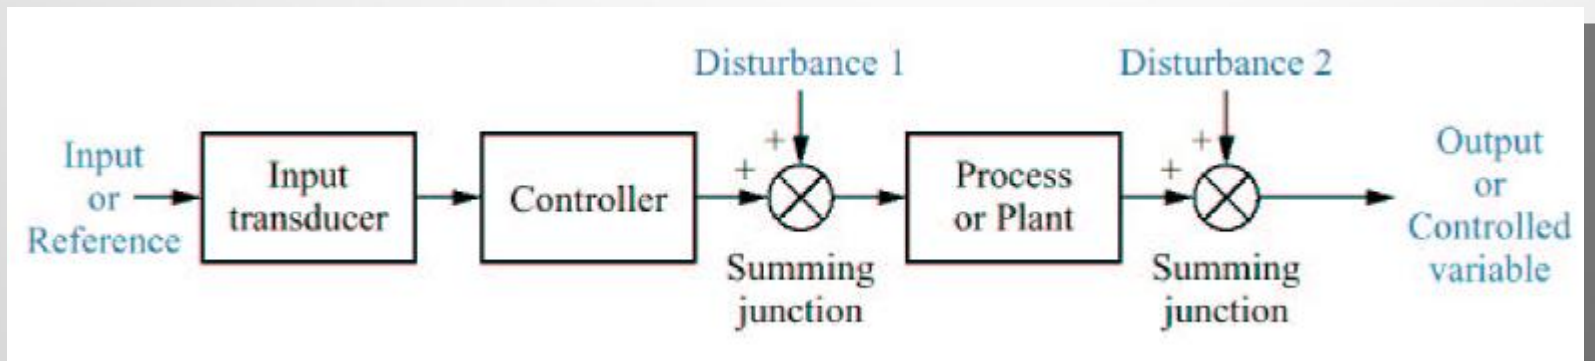 Disturbance 1
Disturbance 2
Input
or
Reference
Input
transducer
Controller
+
+
Summing
junction
Process
or Plant
+
+
Summing
junction
Output
or
Controlled
variable